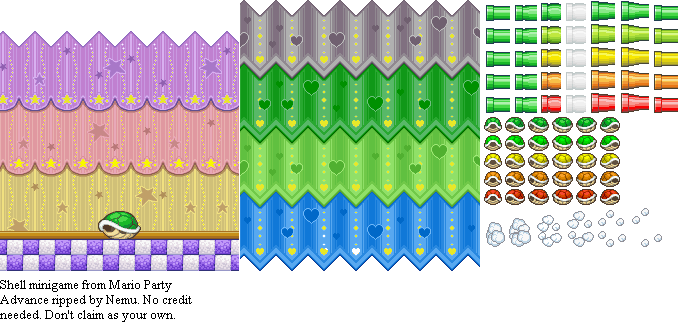 Shell minigame from Mario Party
Advance ripped by Nemu. No credit
needed. Don't claim as your own.